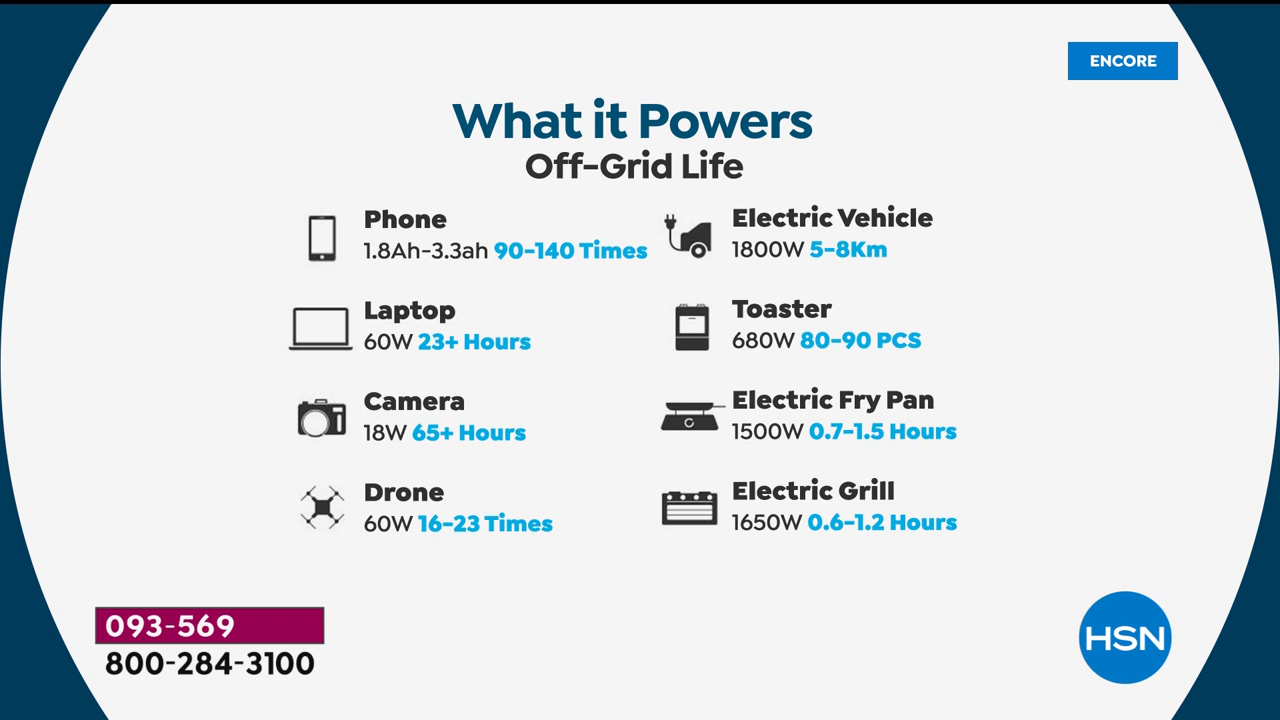 ENCORE
What it Powers
Off-Grid Life
Phone
1.8Ah-3.3ah 90-140 Times
Laptop
60W 23+ Hours
Camera
18W 65+ Hours
Drone
60W 16-23 Times
Electric Vehicle
1800W 5-8Km
Toaster
680W 80-90 PCS
Electric Fry Pan
1500W 0.7-1.5 Hours
Electric Grill
1650W 0.6-1.2 Hours
093-569
800-284-3100
HSN